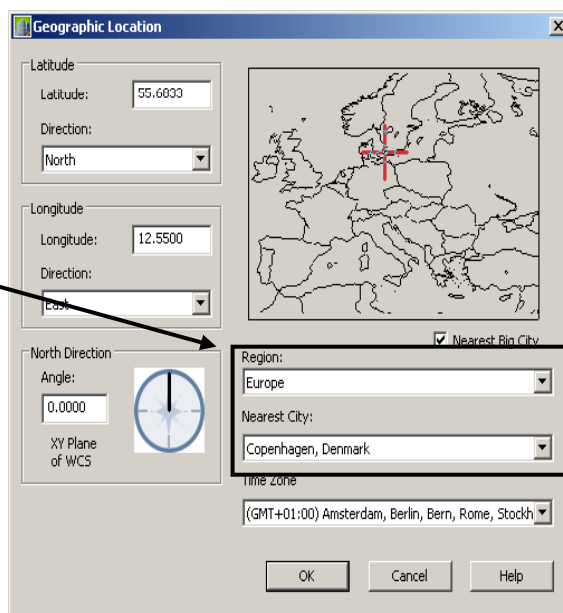 Geographic Location
Latitude
Latitude: 55.6833
Direction:
North
Longitude
Longitude: 12.5500
Direction:
East
North Direction
Angle:
0.0000
XY Plane
of WCS
Nearest Big City
Region:
Europe
Nearest City:
Copenhagen, Denmark
Time Zone
(GMT+01:00) Amsterdam, Berlin, Bern, Rome, Stockh
OK Cancel Help